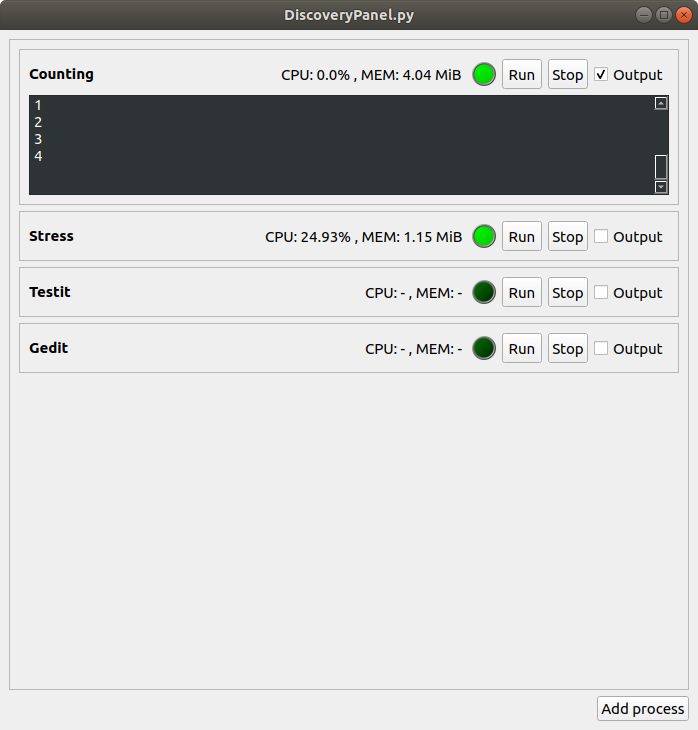 DiscoveryPanel.py
Counting CPU: 0.0% , MEM: 4.04 MiB Run Stop Output
1
2
3
4
Stress CPU: 24.93% , MEM: 1.15 MiB Run Stop Output
Testit CPU: - , MEM: - Run Stop Output
Gedit CPU: - , MEM: - Run Stop Output
Add process